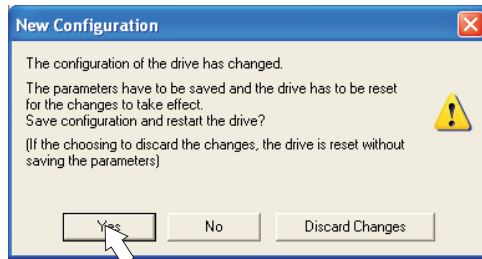 New Configuration
The configuration of the drive has changed.
The parameters have to be saved and the drive has to be reset
for the changes to take effect.
Save configuration and restart the drive?
(If the choosing to discard the changes, the drive is reset without
saving the parameters)
Yes
No
Discard Changes